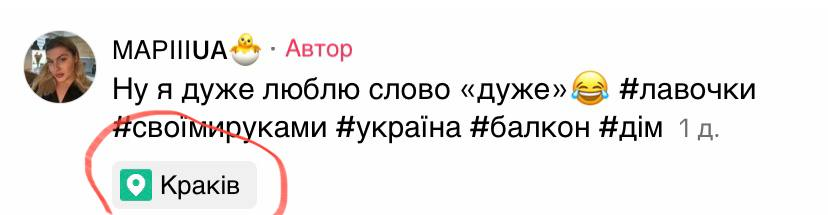 МАРІІІUA🐣 · Автор
Ну я дуже люблю слово «дуже»😂 #лавочки
#своїмируками #україна #балкон #дім 1 д.
Краків